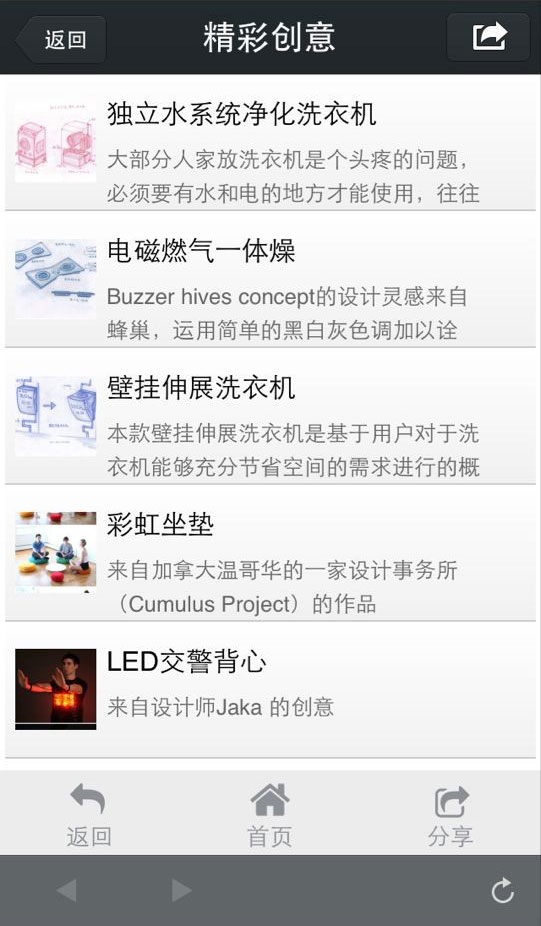 返回
精彩创意
独立水系统净化洗衣机
大部分人家放洗衣机是个头疼的问题，
必须要有水和电的地方才能使用，往往
电磁燃气一体燥
Buzzer hives concept的设计灵感来自
蜂巢，运用简单的黑白灰色调加以诠
壁挂伸展洗衣机
本款壁挂伸展洗衣机是基于用户对于洗
衣机能够充分节省空间的需求进行的概
彩虹坐垫
来自加拿大温哥华的一家设计事务所
（Cumulus Project）的作品
LED交警背心
来自设计师Jaka 的创意
返回
首页
分享